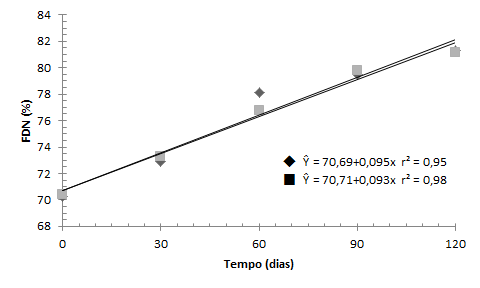 84
82
80
78
76
74
72
70
68
FDN (%)
◆ Ŷ = 70,69+0,095x r² = 0,95
■ Ŷ = 70,71+0,093x r² = 0,98
0 30 60 90 120
Tempo (dias)